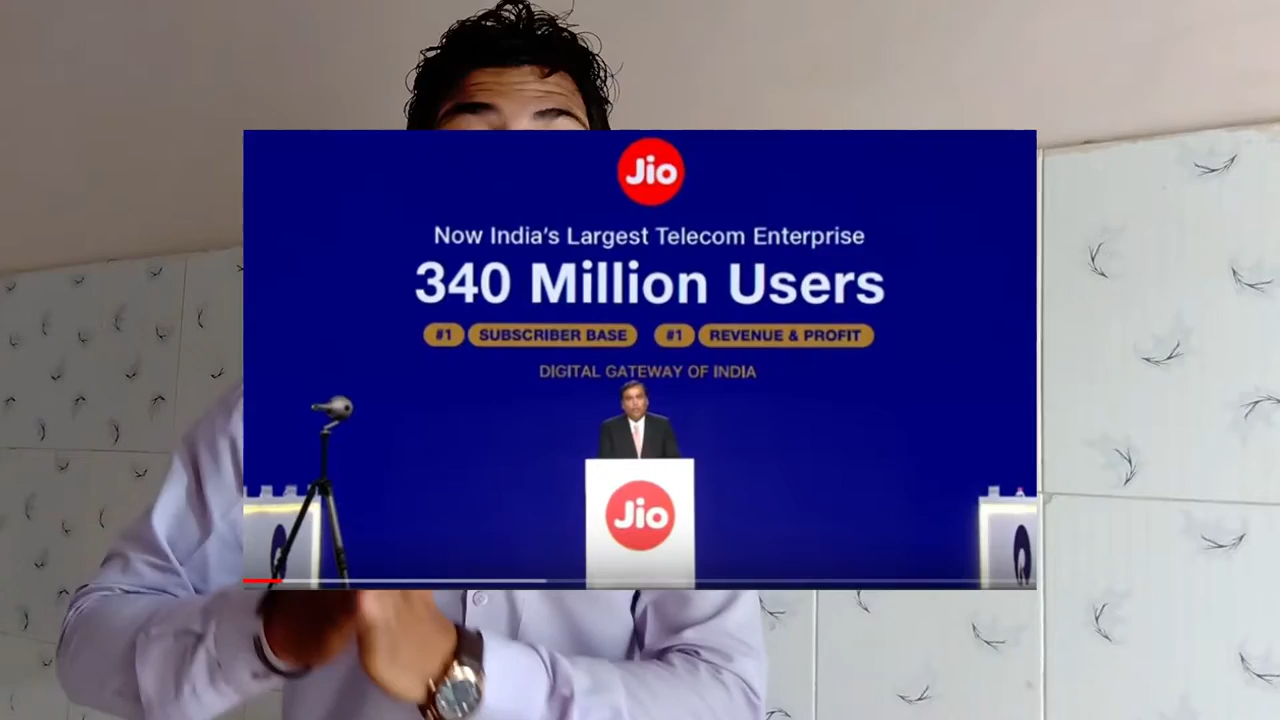 Jio
Now India's Largest Telecom Enterprise
340 Million Users
#1 SUBSCRIBER BASE #1 REVENUE & PROFIT
DIGITAL GATEWAY OF INDIA
Jio